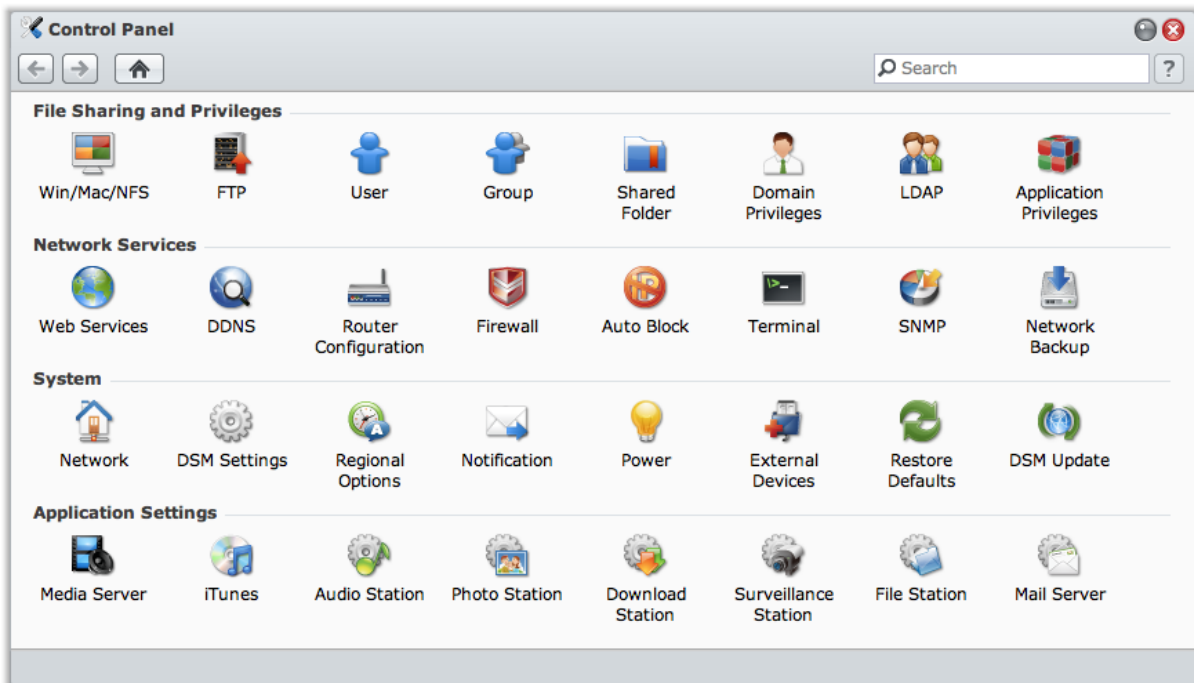 Control Panel
Search
?
File Sharing and Privileges
Win/Mac/NFS FTP User Group Shared Folder Domain Privileges LDAP Application Privileges
Network Services
Web Services DDNS Router Configuration Firewall Auto Block Terminal SNMP Network Backup
System
Network DSM Settings Regional Options Notification Power External Devices Restore Defaults DSM Update
Application Settings
Media Server iTunes Audio Station Photo Station Download Station Surveillance Station File Station Mail Server